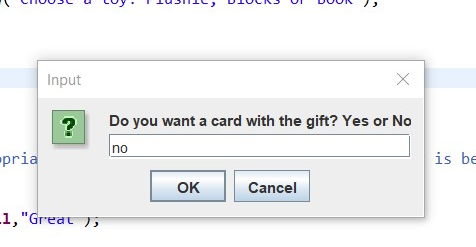 "Choose a toy: Plushie, Blocks or Book");
Input
Do you want a card with the gift? Yes or No
no
OK Cancel
is be
"Great");